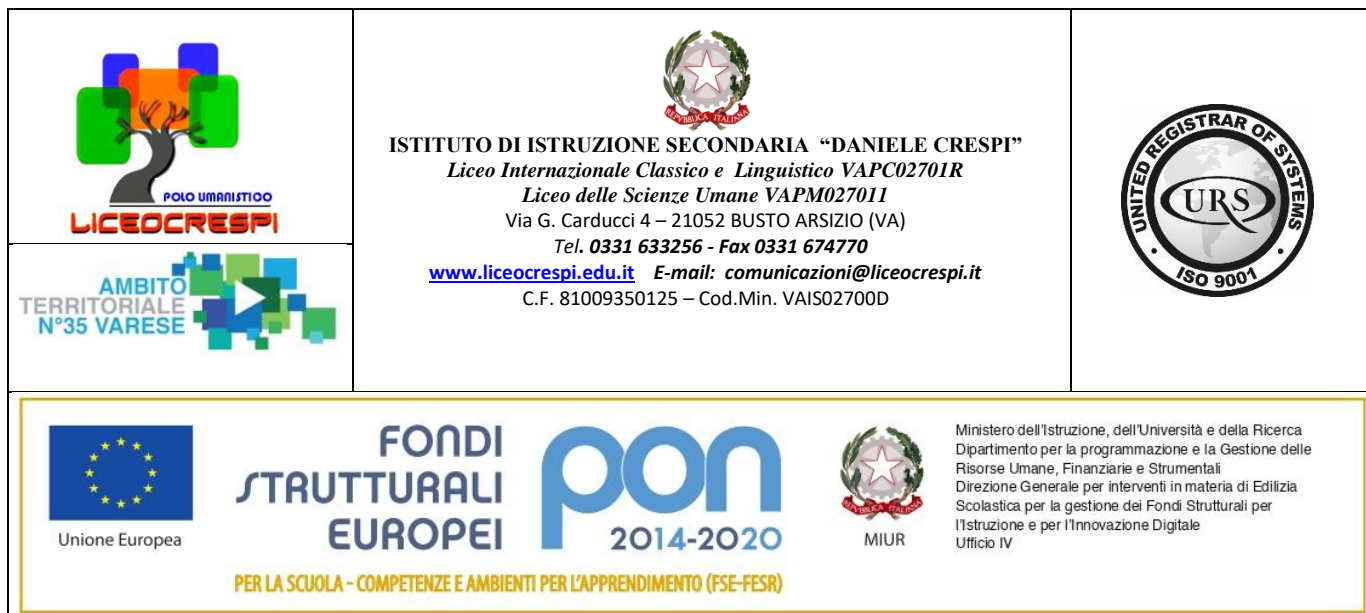 POLO UMANISTICO
LICEOCRESPI
AMBITO
TERRITORIALE
N°35 VARESE
REPVBBLICA ITALIANA
ISTITUTO DI ISTRUZIONE SECONDARIA “DANIELE CRESPI”
Liceo Internazionale Classico e Linguistico VAPC02701R
Liceo delle Scienze Umane VAPM027011
Via G. Carducci 4 – 21052 BUSTO ARSIZIO (VA)
Tel. 0331 633256 - Fax 0331 674770
www.liceocrespi.edu.it E-mail: comunicazioni@liceocrespi.it
C.F. 81009350125 – Cod.Min. VAIS02700D
UNITED REGISTRAR OF SYSTEMS
URS
ISO 9001
Unione Europea
FONDI
STRUTTURALI
EUROPEI
pon
2014-2020
PER LA SCUOLA - COMPETENZE E AMBIENTI PER L'APPRENDIMENTO (FSE-FESR)
REPVBBLICA ITALIANA
MIUR
Ministero dell'Istruzione, dell'Università e della Ricerca
Dipartimento per la programmazione e la Gestione delle
Risorse Umane, Finanziarie e Strumentali
Direzione Generale per interventi in materia di Edilizia
Scolastica per la gestione dei Fondi Strutturali per
l'Istruzione e per l'Innovazione Digitale
Ufficio IV